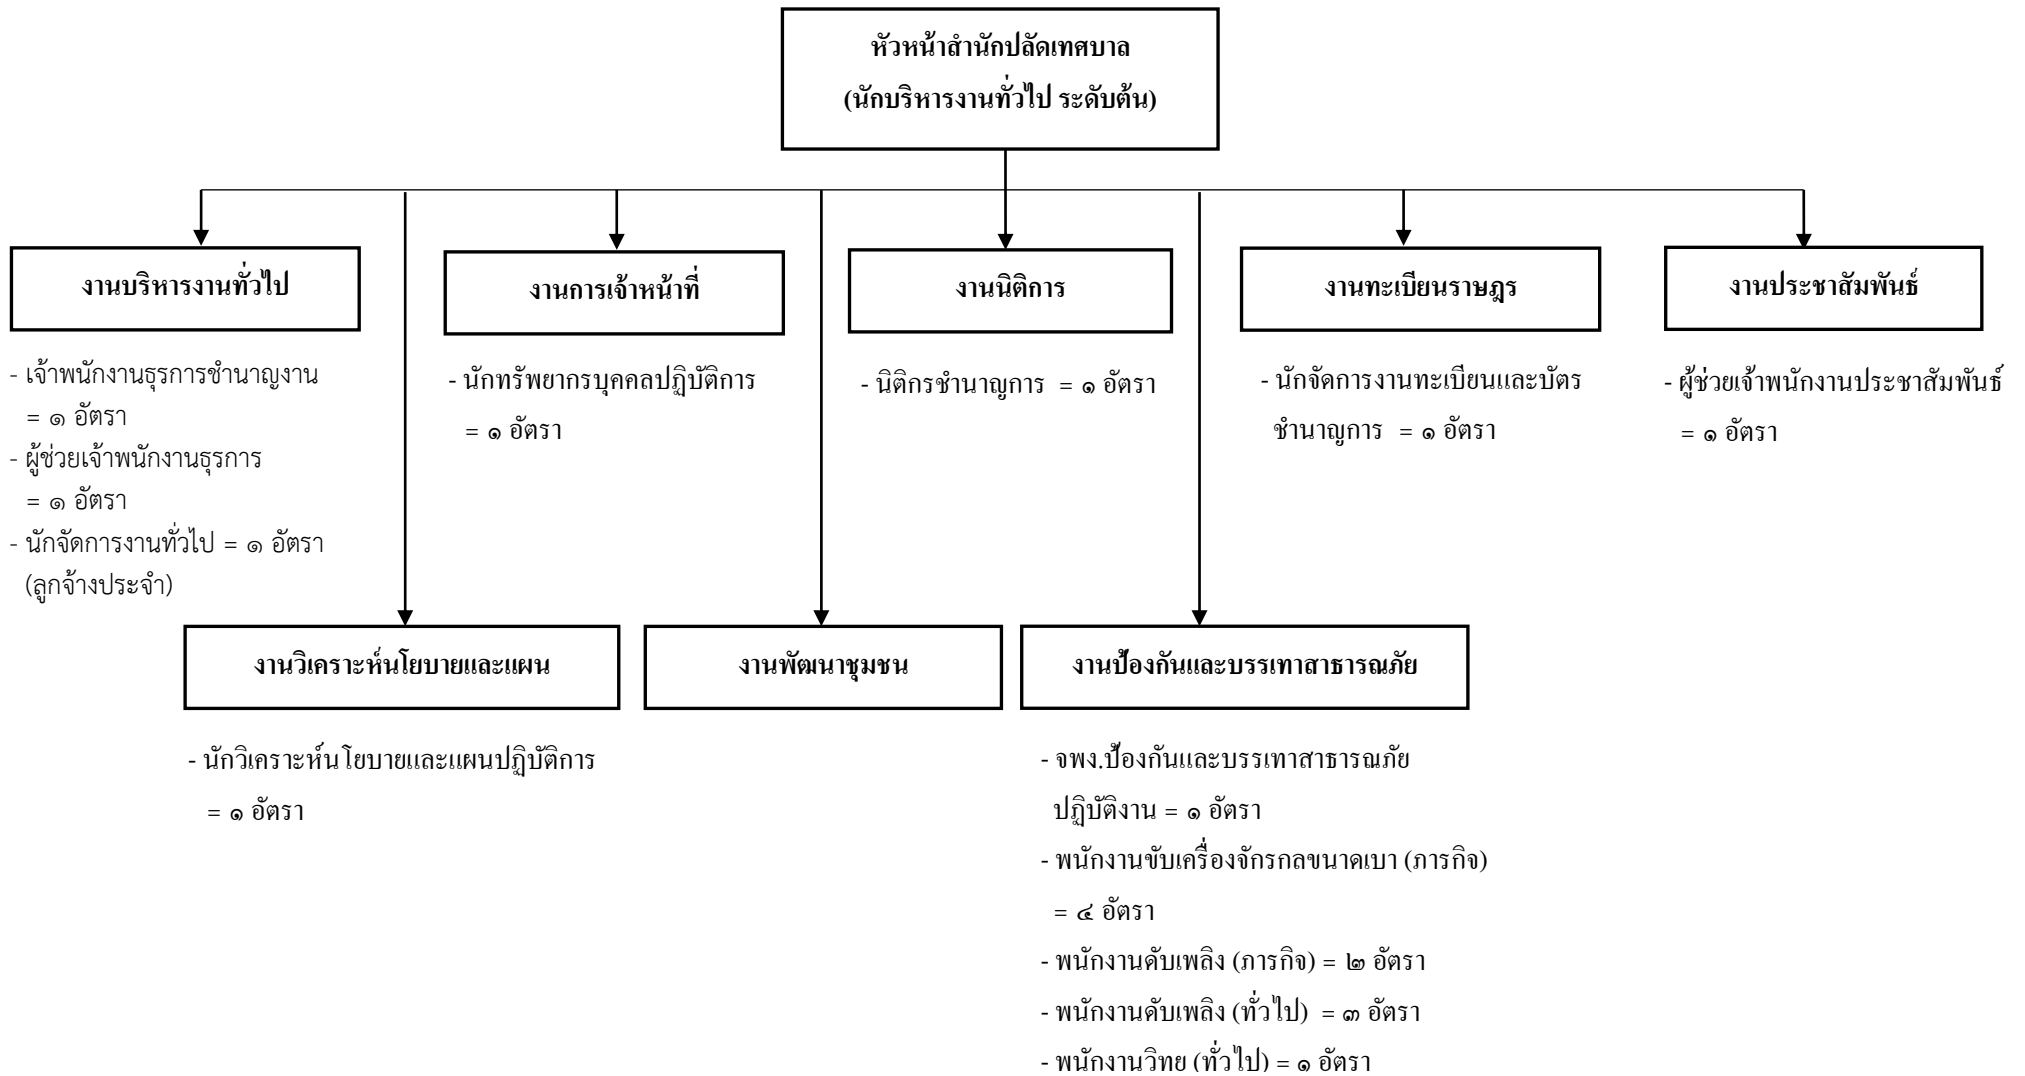 หัวหน้าสำนักปลัดเทศบาล
(นักบริหารงานทั่วไป ระดับต้น)
งานบริหารงานทั่วไป
- เจ้าพนักงานธุรการชำนาญงาน
= ๑ อัตรา
- ผู้ช่วยเจ้าพนักงานธุรการ
= ๑ อัตรา
- นักจัดการงานทั่วไป = ๑ อัตรา
(ลูกจ้างประจำ)
งานการเจ้าหน้าที่
- นักทรัพยากรบุคคลปฏิบัติการ
= ๑ อัตรา
งานนิติการ
- นิติกรชำนาญการ = ๑ อัตรา
งานทะเบียนราษฎร
- นักจัดการงานทะเบียนและบัตร
ชำนาญการ = ๑ อัตรา
งานประชาสัมพันธ์
- ผู้ช่วยเจ้าพนักงานประชาสัมพันธ์
= ๑ อัตรา
งานวิเคราะห์นโยบายและแผน
- นักวิเคราะห์นโยบายและแผนปฏิบัติการ
= ๑ อัตรา
งานพัฒนาชุมชน
งานป้องกันและบรรเทาสาธารณภัย
- จพง.ป้องกันและบรรเทาสาธารณภัย
ปฏิบัติงาน = ๑ อัตรา
- พนักงานขับเครื่องจักรกลขนาดเบา (ภารกิจ)
= ๔ อัตรา
- พนักงานดับเพลิง (ภารกิจ) = ๒ อัตรา
- พนักงานดับเพลิง (ทั่วไป) = ๓ อัตรา
- พนักงานวิทย (ทั่วไป) = ๑ อัตรา